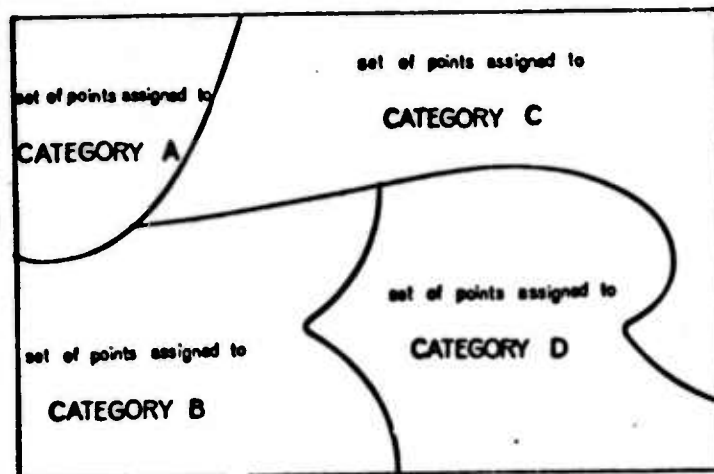 set of points assigned to
CATEGORY A
set of points assigned to
CATEGORY C
set of points assigned to
CATEGORY B
set of points assigned to
CATEGORY D